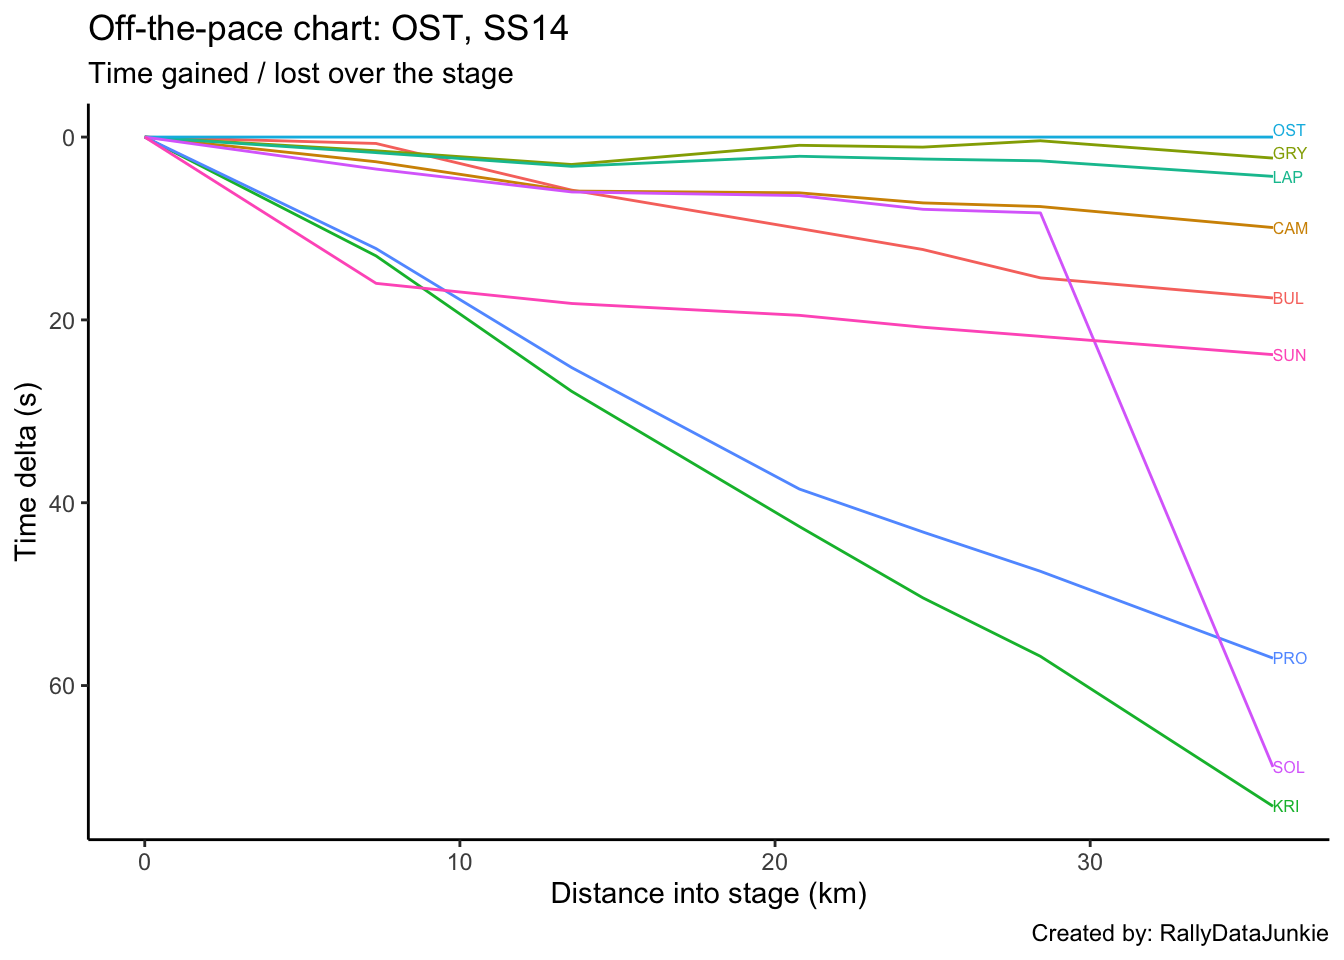 Off-the-pace chart: OST, SS14
Time gained / lost over the stage
0
20
40
60
Time delta (s)
OST
GRY
LAP
CAM
BUL
SUN
PRO
SOL
KRI
0 10 20 30
Distance into stage (km)
Created by: RallyDataJunkie